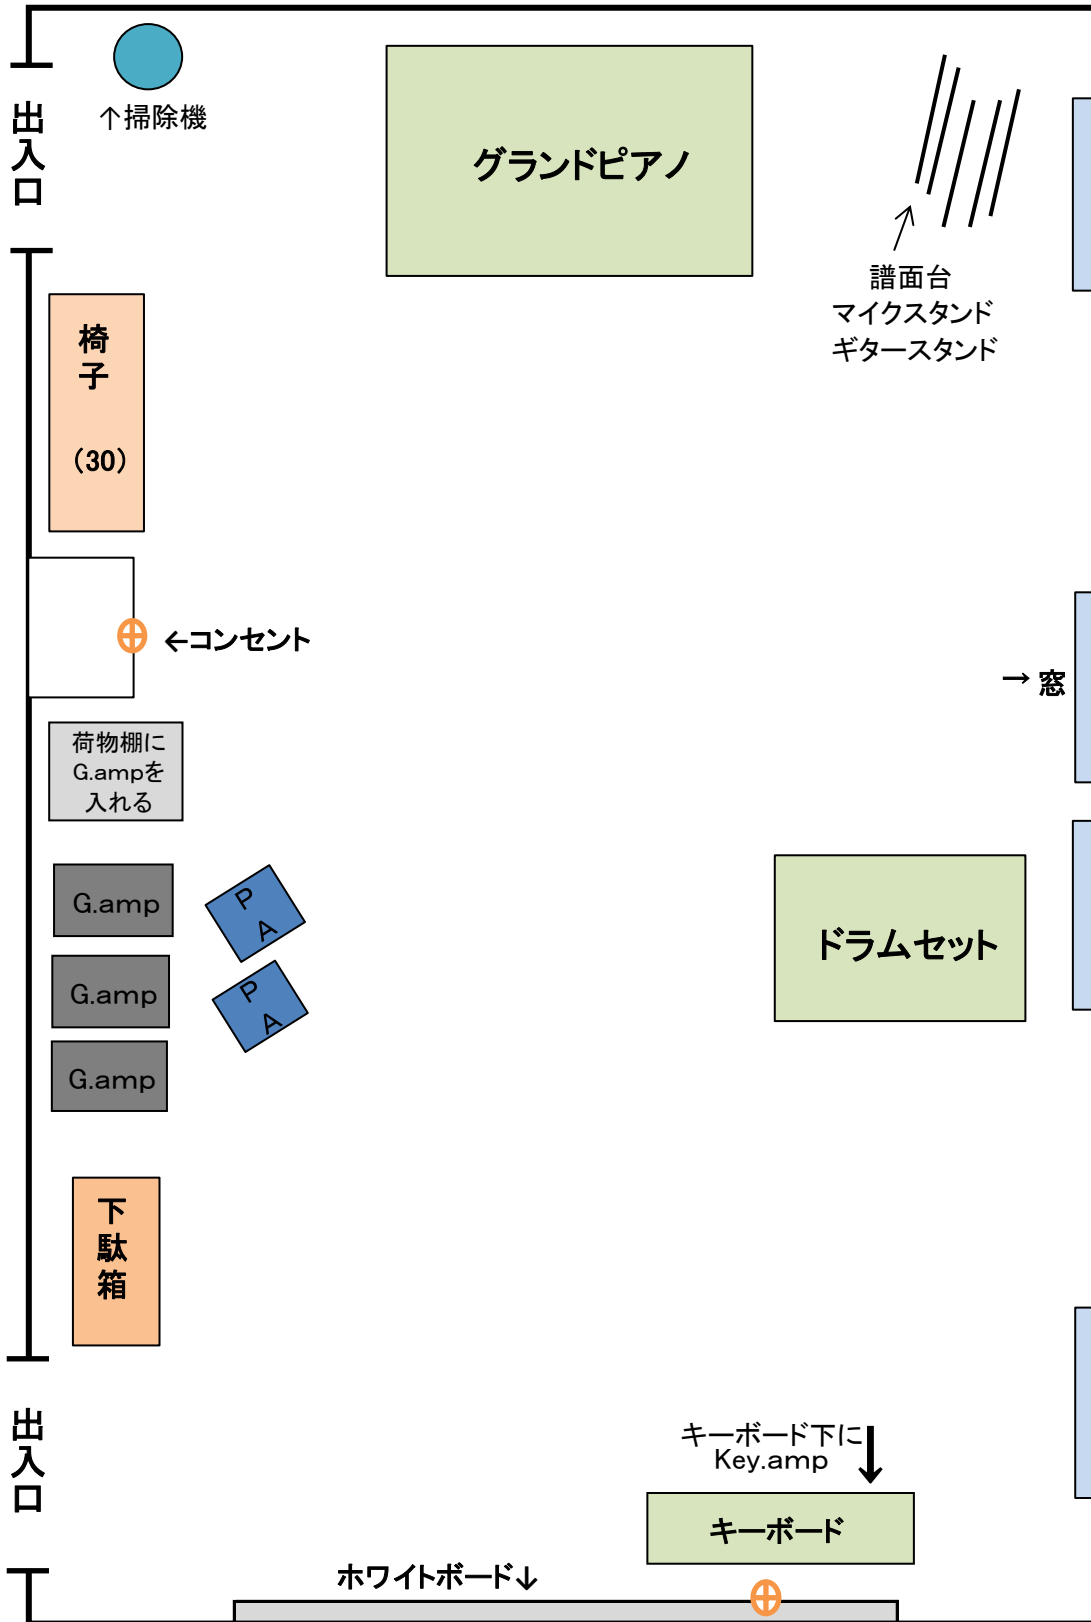 ↑掃除機
出入口
グランドピアノ
譜面台
マイクスタンド
ギタースタンド
椅子
（30）
←コンセント
→ 窓
荷物棚に
G.ampを
入れる
G.amp
PA
ドラムセット
G.amp
PA
G.amp
下駄箱
出入口
キーボード下に
Key.amp
↓
キーボード
ホワイトボード↓